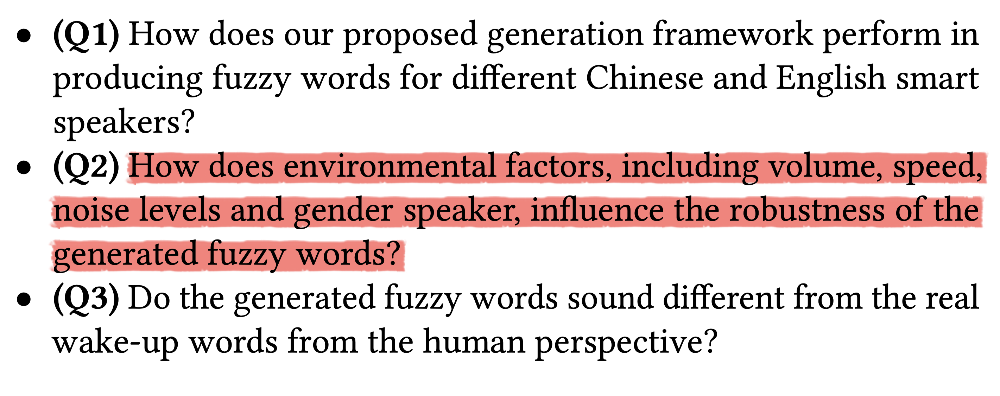 • (Q1) How does our proposed generation framework perform in
producing fuzzy words for different Chinese and English smart
speakers?
• (Q2) How does environmental factors, including volume, speed,
noise levels and gender speaker, influence the robustness of the
generated fuzzy words?
• (Q3) Do the generated fuzzy words sound different from the real
wake-up words from the human perspective?